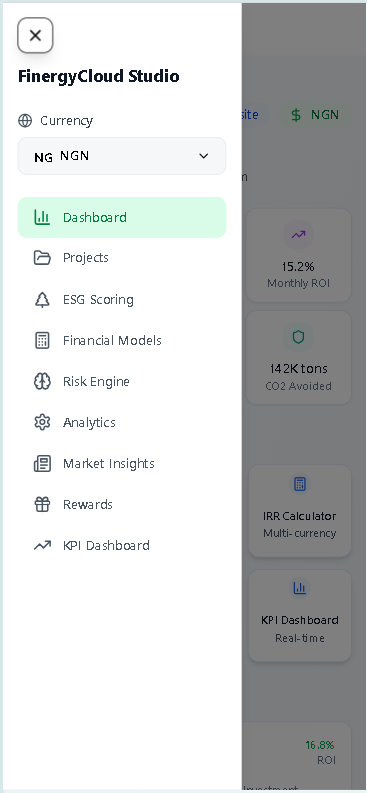 FinergyCloud Studio
Currency
NG NGN
Dashboard
Projects
ESG Scoring
Financial Models
Risk Engine
Analytics
Market Insights
Rewards
KPI Dashboard
site
$ NGN
15.2%
Monthly ROI
142K tons
CO2 Avoided
IRR Calculator
Multi-currency
KPI Dashboard
Real-time
16.8%
ROI